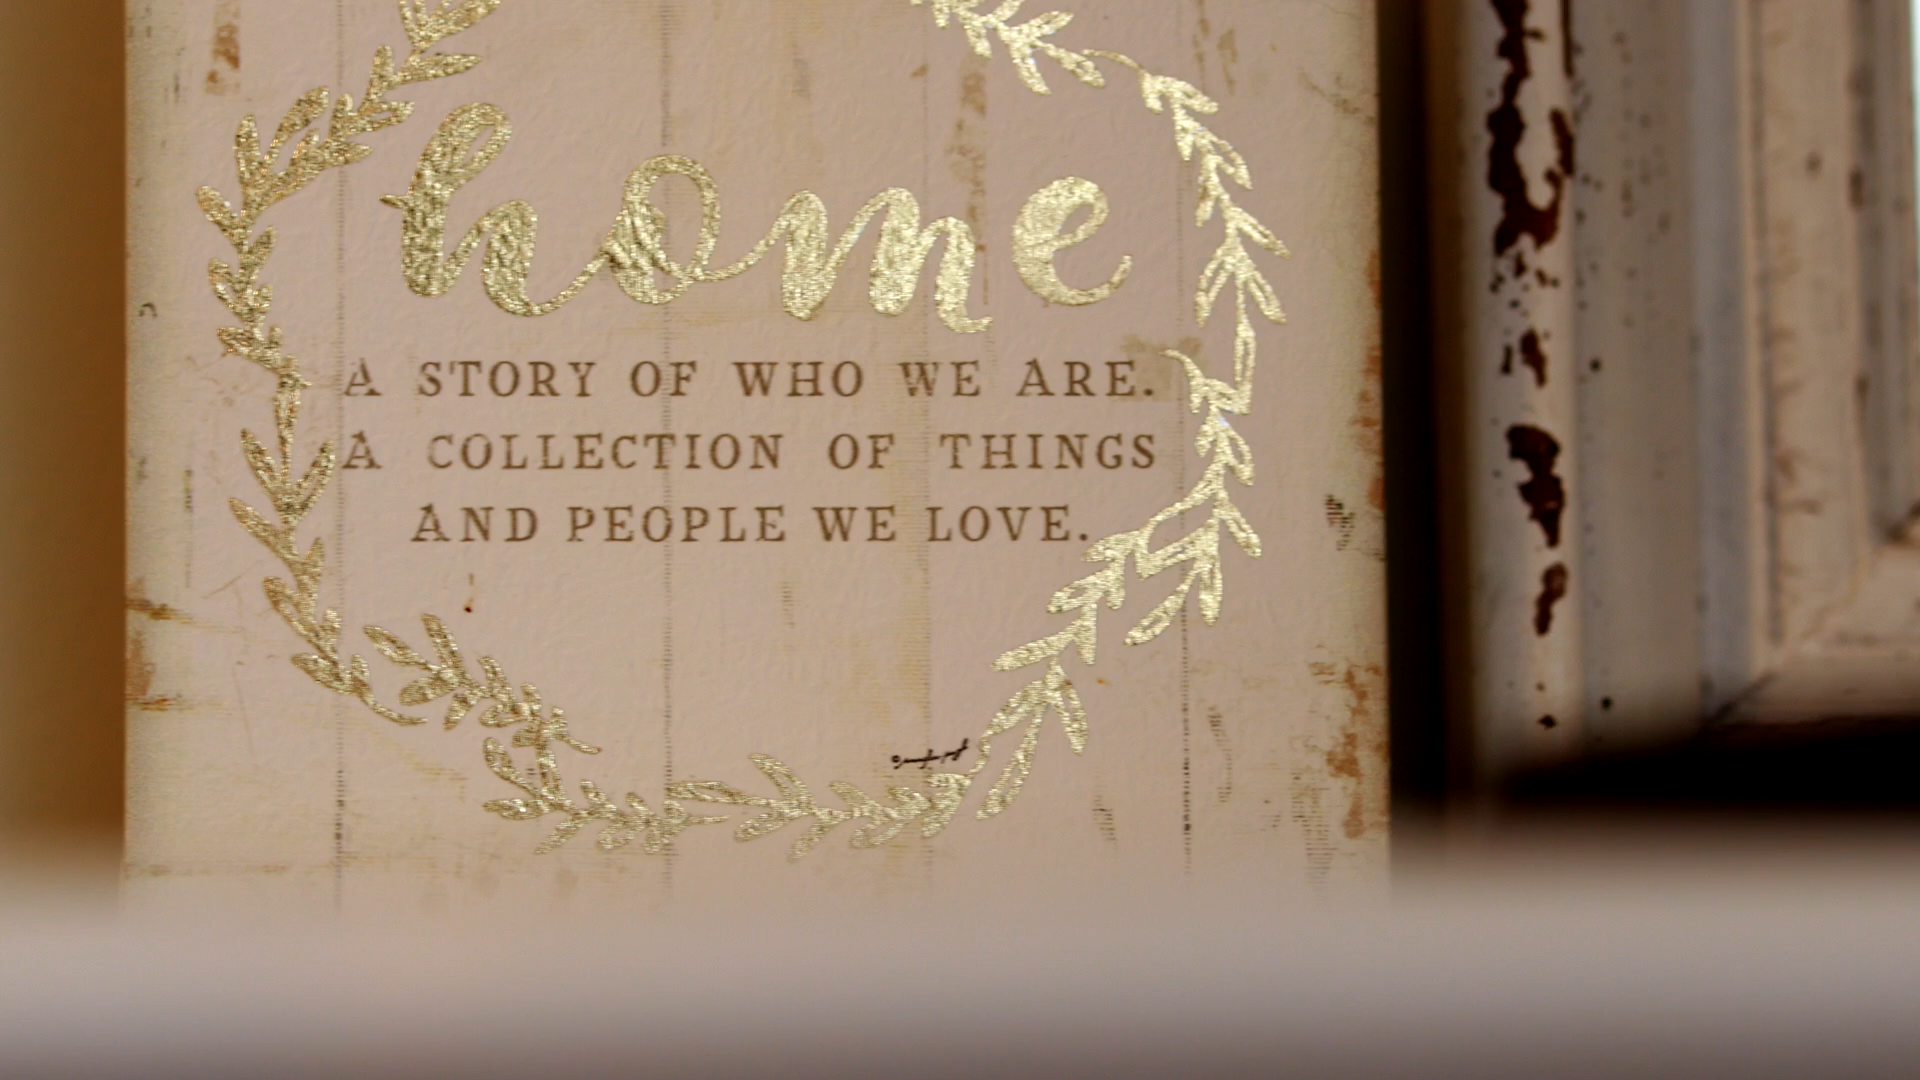 home
A STORY OF WHO WE ARE.
A COLLECTION OF THINGS
AND PEOPLE WE LOVE.